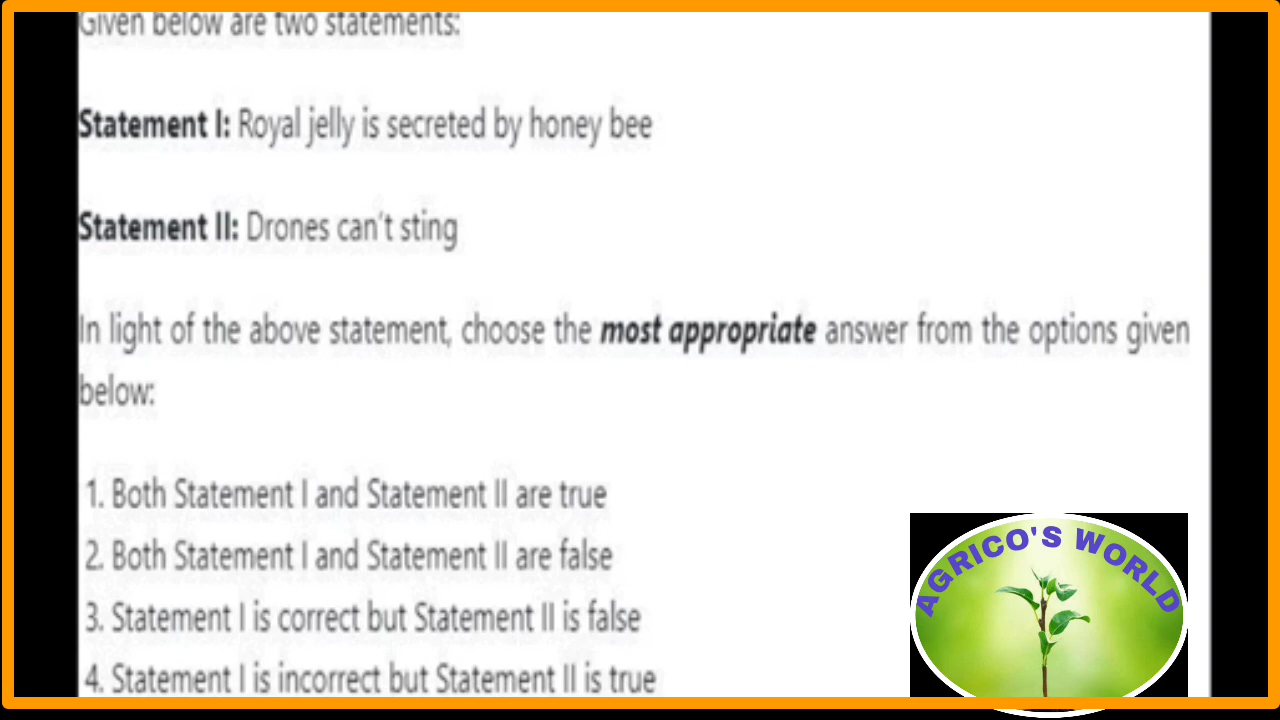 Given below are two statements:
Statement I: Royal jelly is secreted by honey bee
Statement II: Drones can't sting
In light of the above statement, choose the most appropriate answer from the options given
below:
1. Both Statement I and Statement II are true
2. Both Statement I and Statement II are false
3. Statement I is correct but Statement II is false
4. Statement I is incorrect but Statement II is true
AGRICO'S WORLD